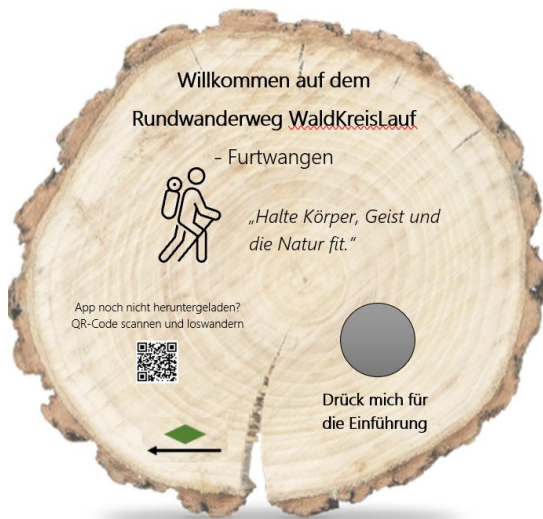 Willkommen auf dem
Rundwanderweg WaldKreisLauf
- Furtwangen
„Halte Körper, Geist und
die Natur fit.“
App noch nicht heruntergeladen?
QR-Code scannen und loswandern
Drück mich für
die Einführung